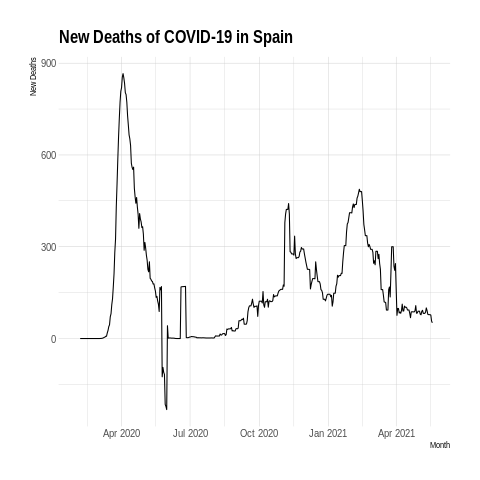 New Deaths of COVID-19 in Spain
New Deaths
900
600
300
0
Apr 2020 Jul 2020 Oct 2020 Jan 2021 Apr 2021
Month